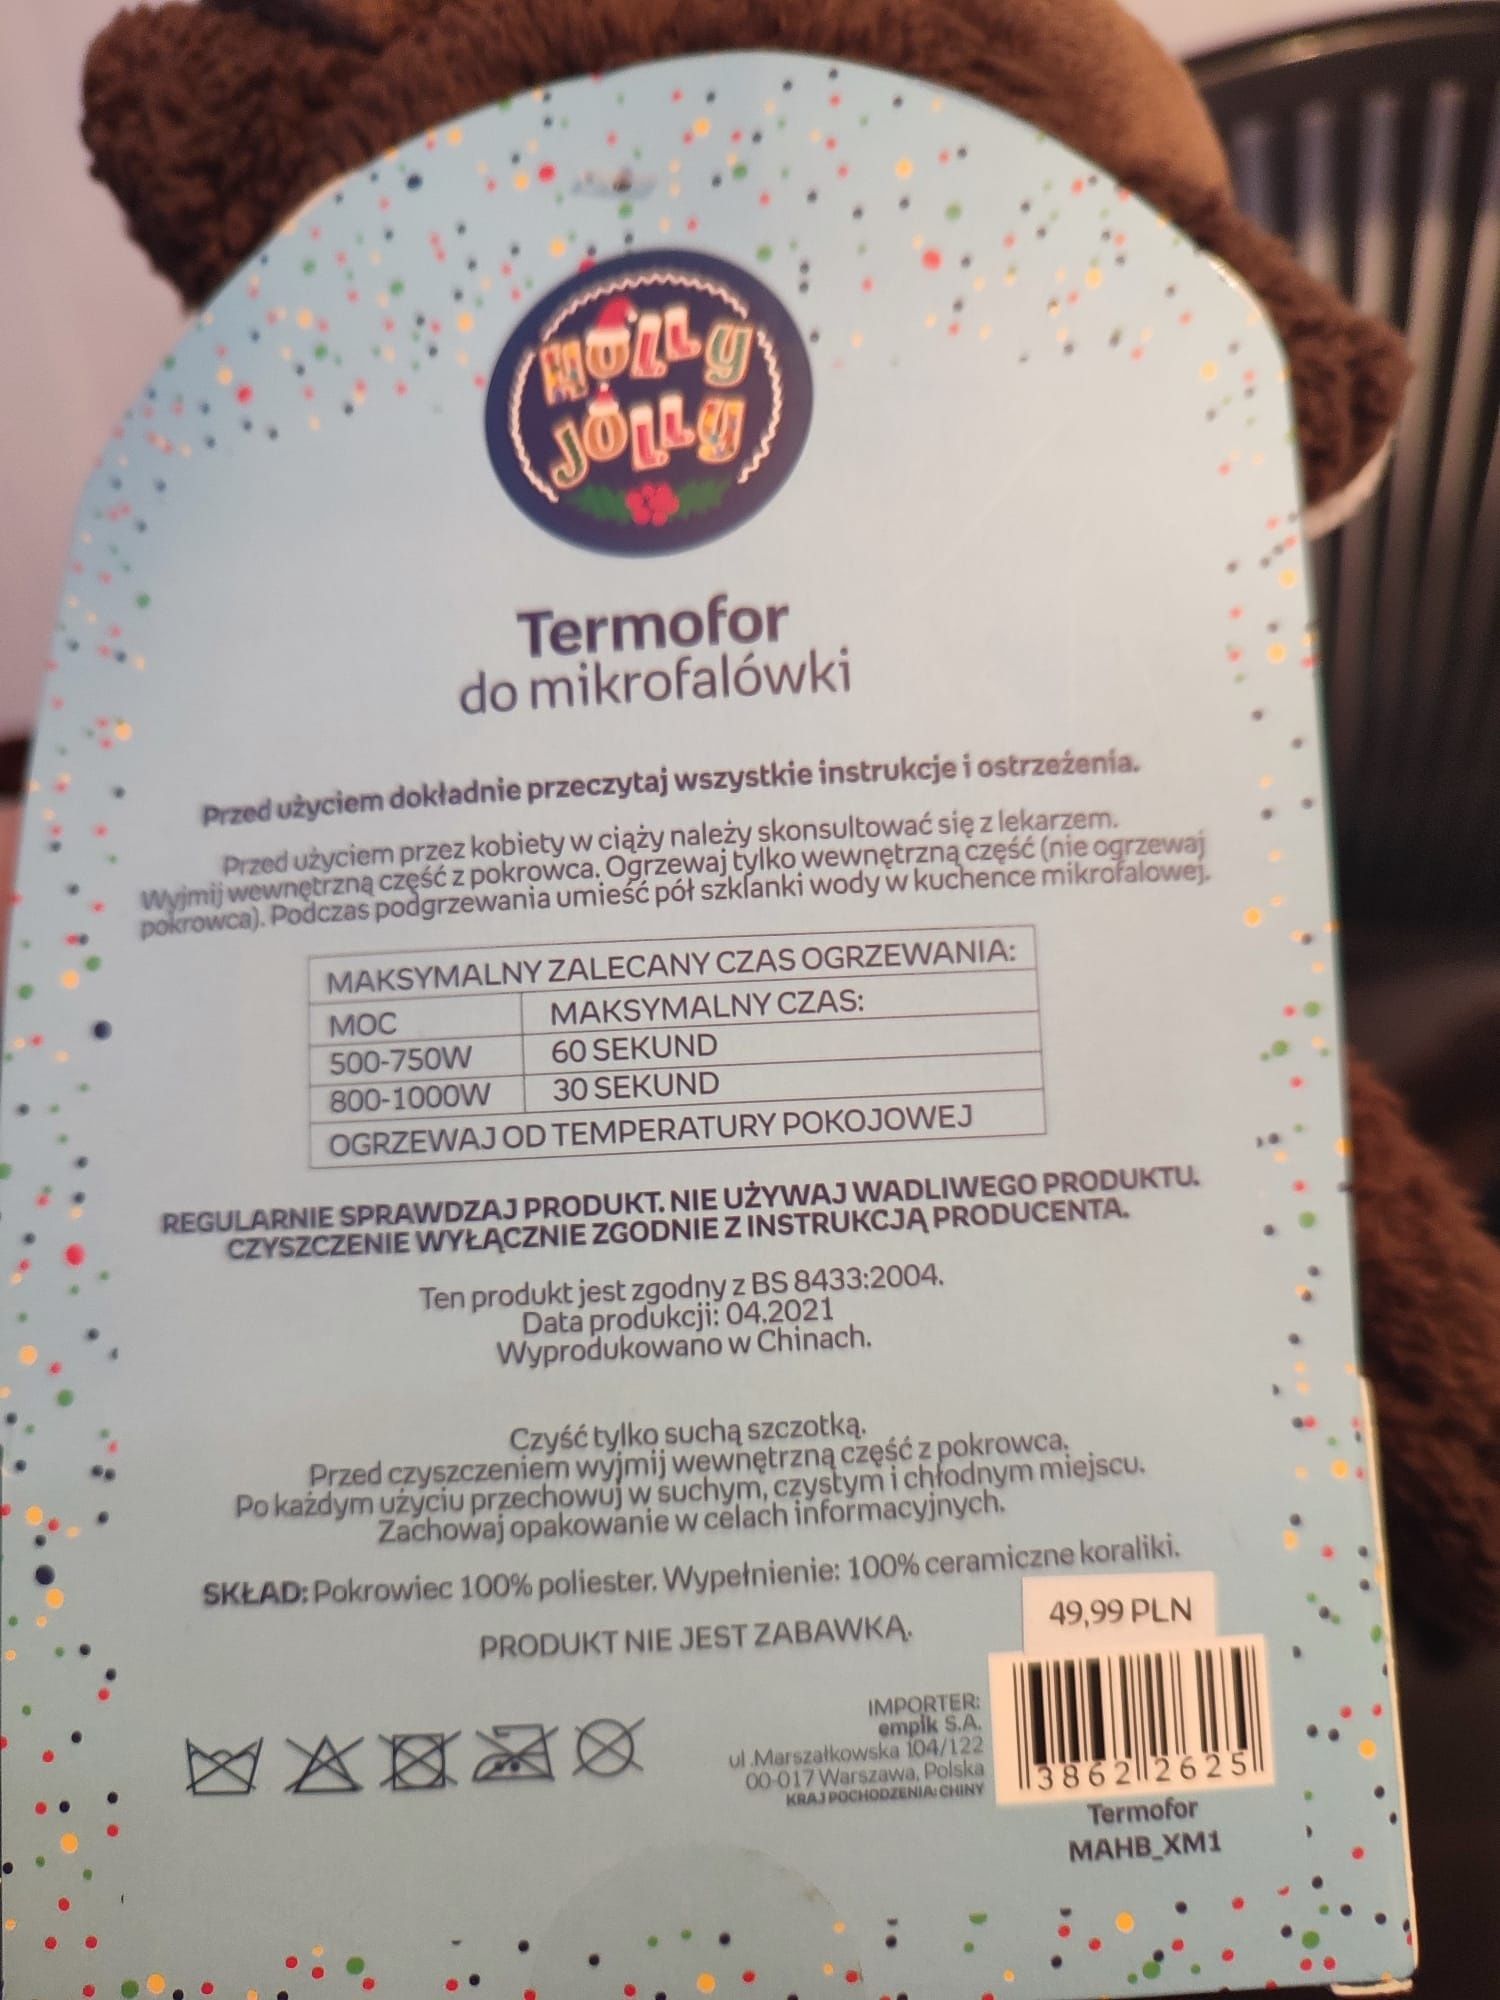 HOLLY
JOLLY
Termofor
do mikrofalówki
Przed użyciem dokładnie przeczytaj wszystkie instrukcje i ostrzeżenia.
Przed użyciem przez kobiety w ciąży należy skonsultować się z lekarzem.
Wyjmij wewnętrzną część z pokrowca. Ogrzewaj tylko wewnętrzną część (nie ogrzewaj
pokrowca). Podczas podgrzewania umieść pół szklanki wody w kuchence mikrofalowej.
MAKSYMALNY ZALECANY CZAS OGRZEWANIA:
MOC MAKSYMALNY CZAS:
500-750W 60 SEKUND
800-1000W 30 SEKUND
OGRZEWAJ OD TEMPERATURY POKOJOWEJ
REGULARNIE SPRAWDZAJ PRODUKT. NIE UŻYWAJ WADLIWEGO PRODUKTU.
CZYSZCZENIE WYŁĄCZNIE ZGODNIE Z INSTRUKCJĄ PRODUCENTA.
Ten produkt jest zgodny z BS 8433:2004.
Data produkcji: 04.2021
Wyprodukowano w Chinach.
Czyść tylko suchą szczotką.
Przed czyszczeniem wyjmij wewnętrzną część z pokrowca.
Po każdym użyciu przechowuj w suchym, czystym i chłodnym miejscu.
Zachowaj opakowanie w celach informacyjnych.
SKŁAD: Pokrowiec 100% poliester. Wypełnienie: 100% ceramiczne koraliki.
PRODUKT NIE JEST ZABAWKĄ.
49,99 PLN
IMPORTER:
empik S.A.
ul .Marszałkowska 104/122
00-017 Warszawa, Polska
KRAJ POCHODZENIA: CHINY
3862 2625
Termofor
MAHB_XM1